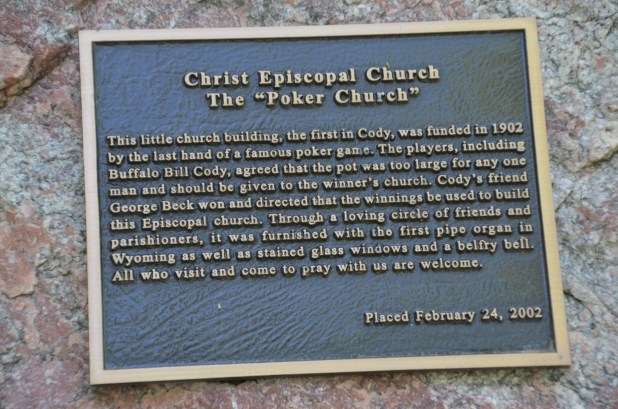 Christ Episcopal Church
The “Poker Church”
This little church building, the first in Cody, was funded in 1902
by the last hand of a famous poker game. The players, including
Buffalo Bill Cody, agreed that the pot was too large for any one
man and should be given to the winner's church. Cody's friend
George Beck won and directed that the winnings be used to build
this Episcopal church. Through a loving circle of friends and
parishioners, it was furnished with the first pipe organ in
Wyoming as well as stained glass windows and a belfry bell.
All who visit and come to pray with us are welcome.
Placed February 24, 2002